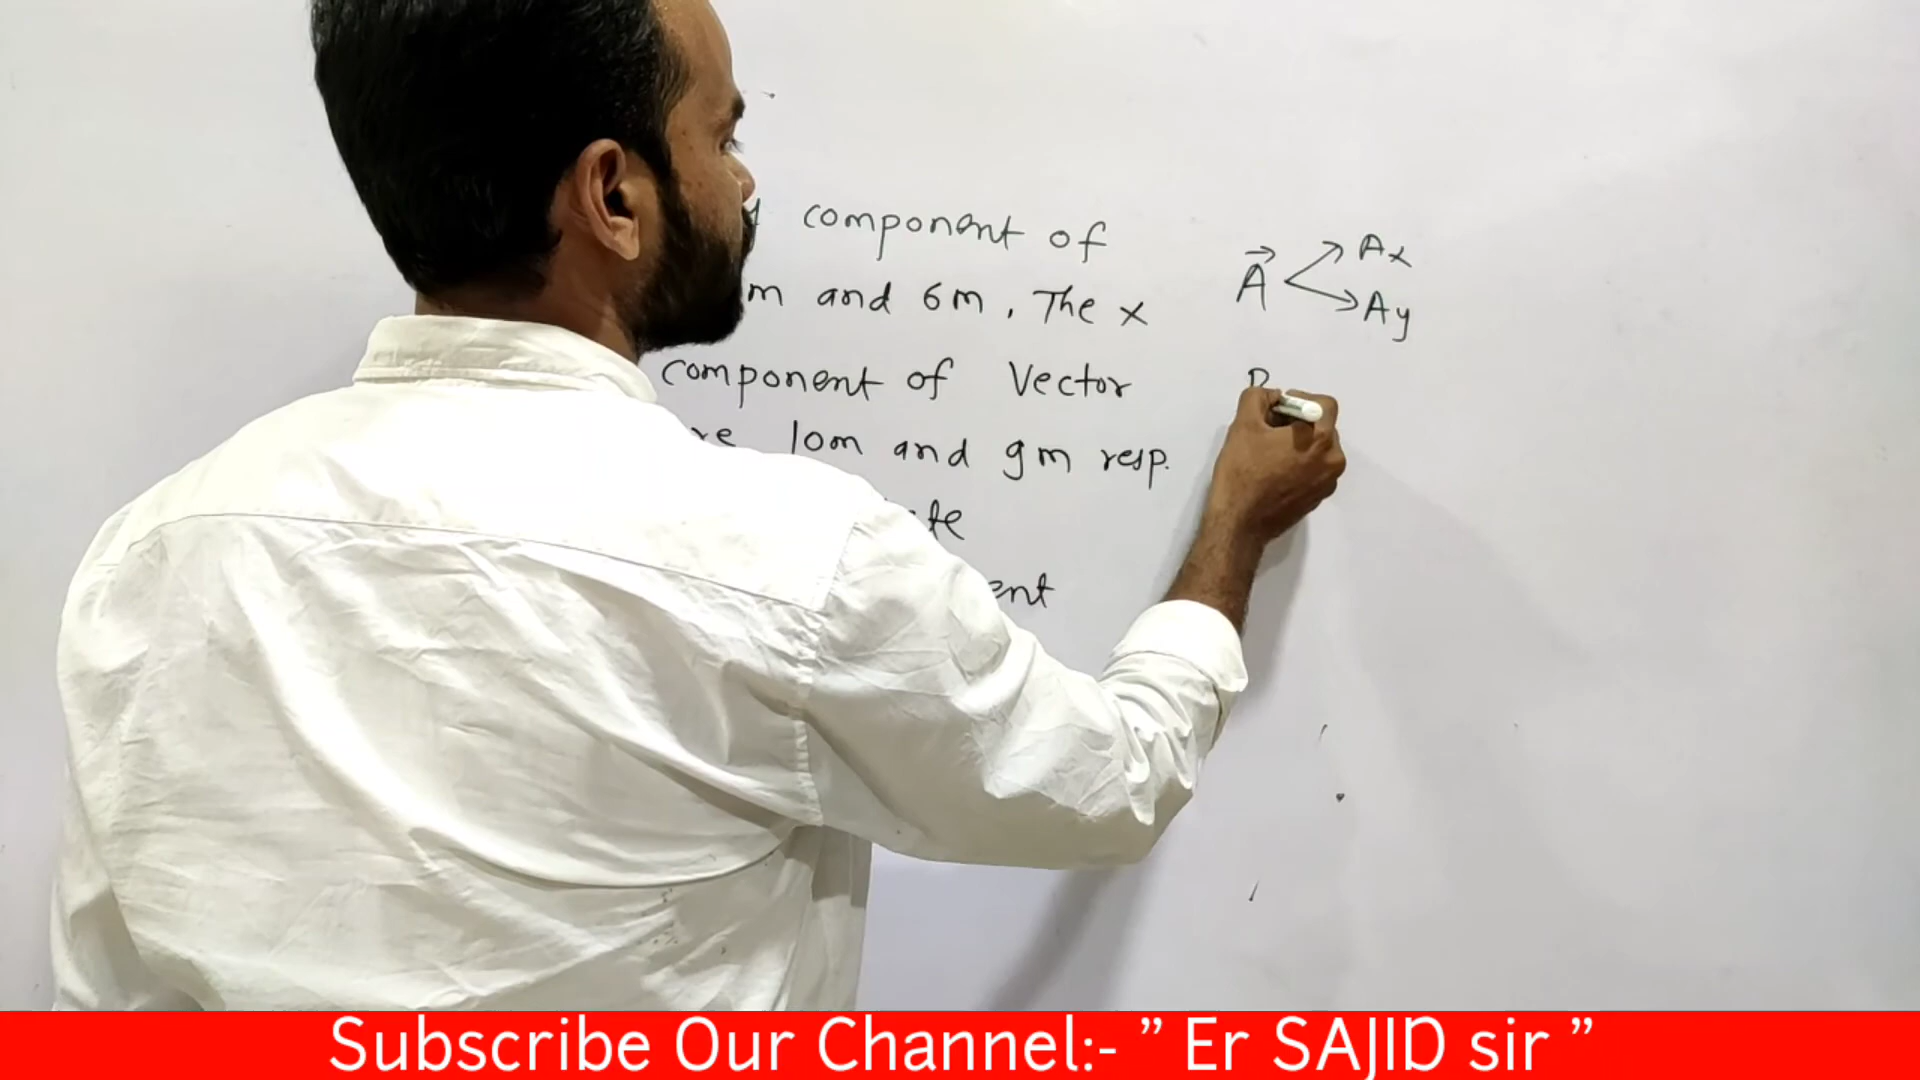 y component of
m and 6m, The x
component of Vector
re 10m and 9m resp.
te
ent
A Ax
Ay
Subscribe Our Channel:- ” Er SAJID sir ”